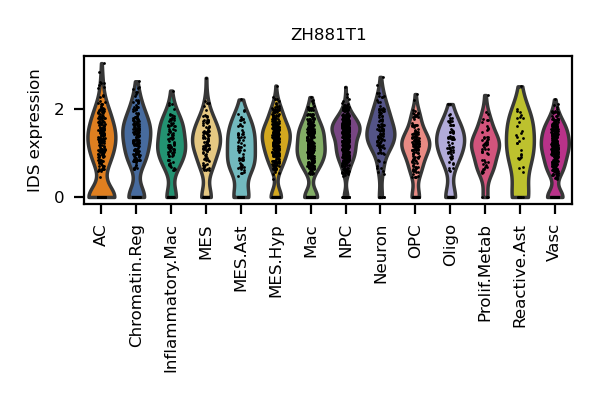 ZH881T1
IDS expression
2
0
AC
Chromatin.Reg
Inflammatory.Mac
MES
MES.Ast
MES.Hyp
Mac
NPC
Neuron
OPC
Oligo
Prolif.Metab
Reactive.Ast
Vasc